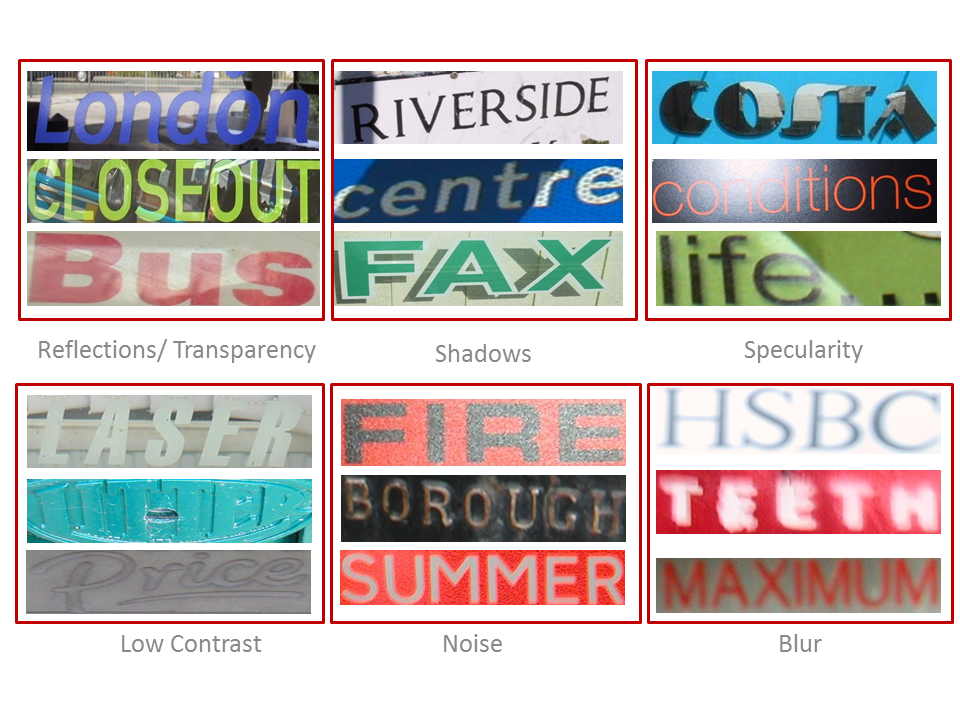 London
CLOSEOUT
Bus
Reflections/ Transparency
RIVERSIDE
centre
FAX
Shadows
COSTA
conditions
life
Specularity
LASER
Price
Low Contrast
FIRE
BOROUGH
SUMMER
Noise
HSBC
TEETH
MAXIMUM
Blur